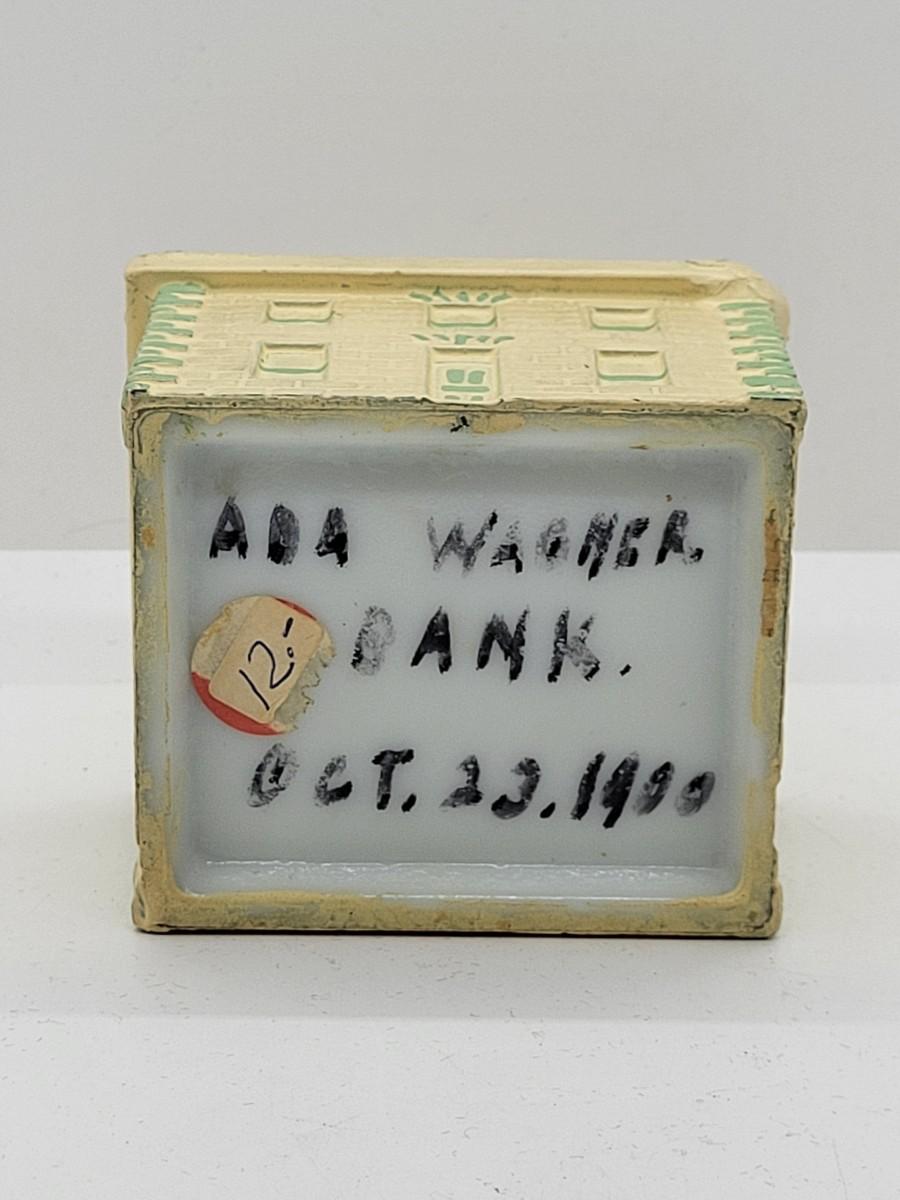 ADA WAGNER
BANK.
12.-
OCT. 23. 1900